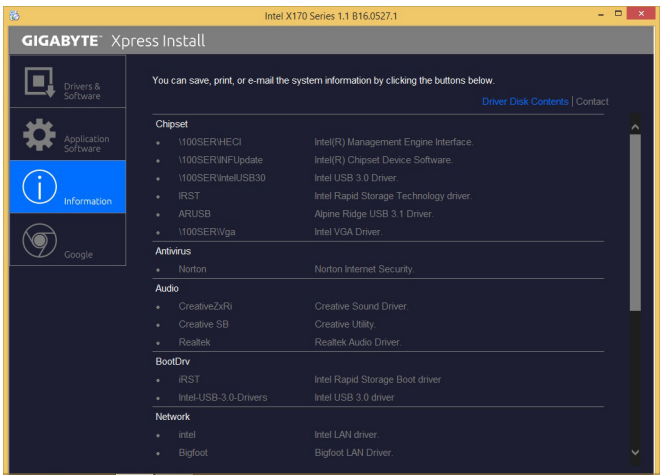 Intel X170 Series 1.1 B16.0527.1
GIGABYTE™ Xpress Install
Drivers &
Software
Application
Software
Information
Google
You can save, print, or e-mail the system information by clicking the buttons below.
Driver Disk Contents | Contact
Chipset
• \100SER\HECI Intel(R) Management Engine Interface.
• \100SER\INFUpdate Intel(R) Chipset Device Software.
• \100SER\IntelUSB30 Intel USB 3.0 Driver.
• IRST Intel Rapid Storage Technology driver.
• ARUSB Alpine Ridge USB 3.1 Driver.
• \100SER\Vga Intel VGA Driver.
Antivirus
• Norton Norton Internet Security.
Audio
• CreativeZxRi Creative Sound Driver.
• Creative SB Creative Utility.
• Realtek Realtek Audio Driver.
BootDrv
• iRST Intel Rapid Storage Boot driver
• Intel-USB-3.0-Drivers Intel USB 3.0 driver
Network
• intel Intel LAN driver.
• Bigfoot Bigfoot LAN Driver.